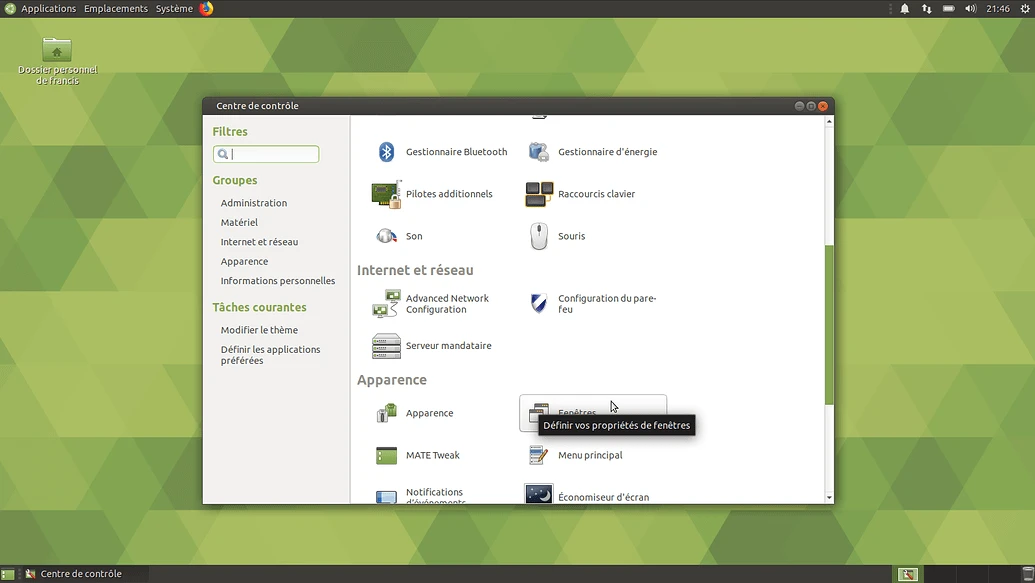 Applications Emplacements Système
21:46
Dossier personnel
de francis
Centre de contrôle
Filtres
Groupes
Administration
Matériel
Internet et réseau
Apparence
Informations personnelles
Tâches courantes
Modifier le thème
Définir les applications
préférées
Gestionnaire Bluetooth
Gestionnaire d'énergie
Pilotes additionnels
Raccourcis clavier
Son
Souris
Internet et réseau
Advanced Network
Configuration
Configuration du pare-
feu
Serveur mandataire
Apparence
Apparence
Fenêtres
Définir vos propriétés de fenêtres
MATE Tweak
Menu principal
Notifications
d'événements
Économiseur d'écran
Centre de contrôle